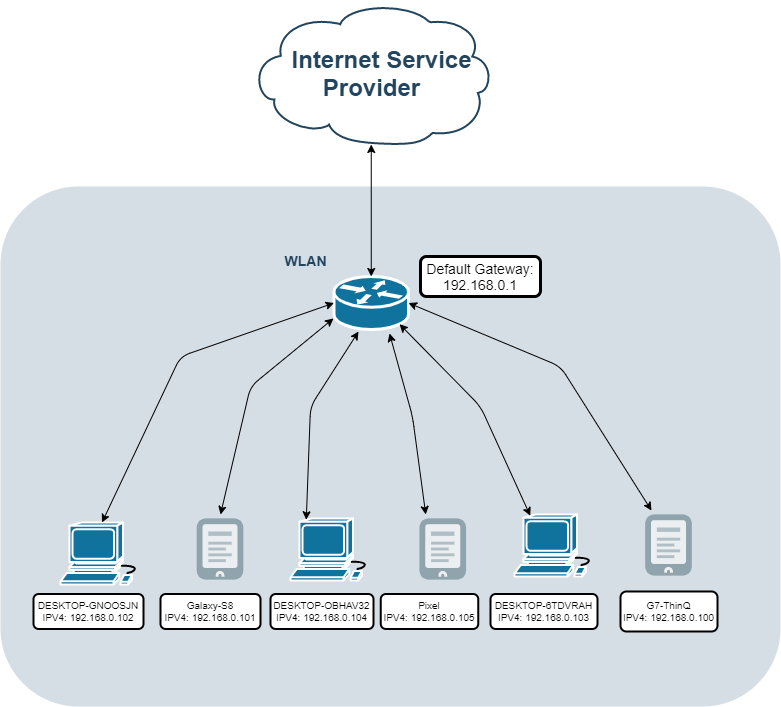 Internet Service
Provider
WLAN
Default Gateway:
192.168.0.1
DESKTOP-GNOOSJN
IPV4: 192.168.0.102
Galaxy-S8
IPV4: 192.168.0.101
DESKTOP-OBHAV32
IPV4: 192.168.0.104
Pixel
IPV4: 192.168.0.105
DESKTOP-6TDVRAH
IPV4: 192.168.0.103
G7-ThinQ
IPV4: 192.168.0.100